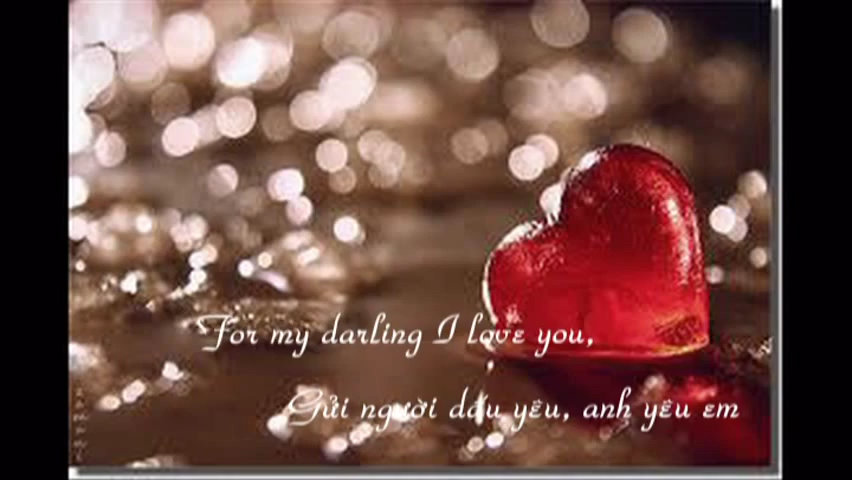 For my darling I love you,
Gửi người dấu yêu, anh yêu em